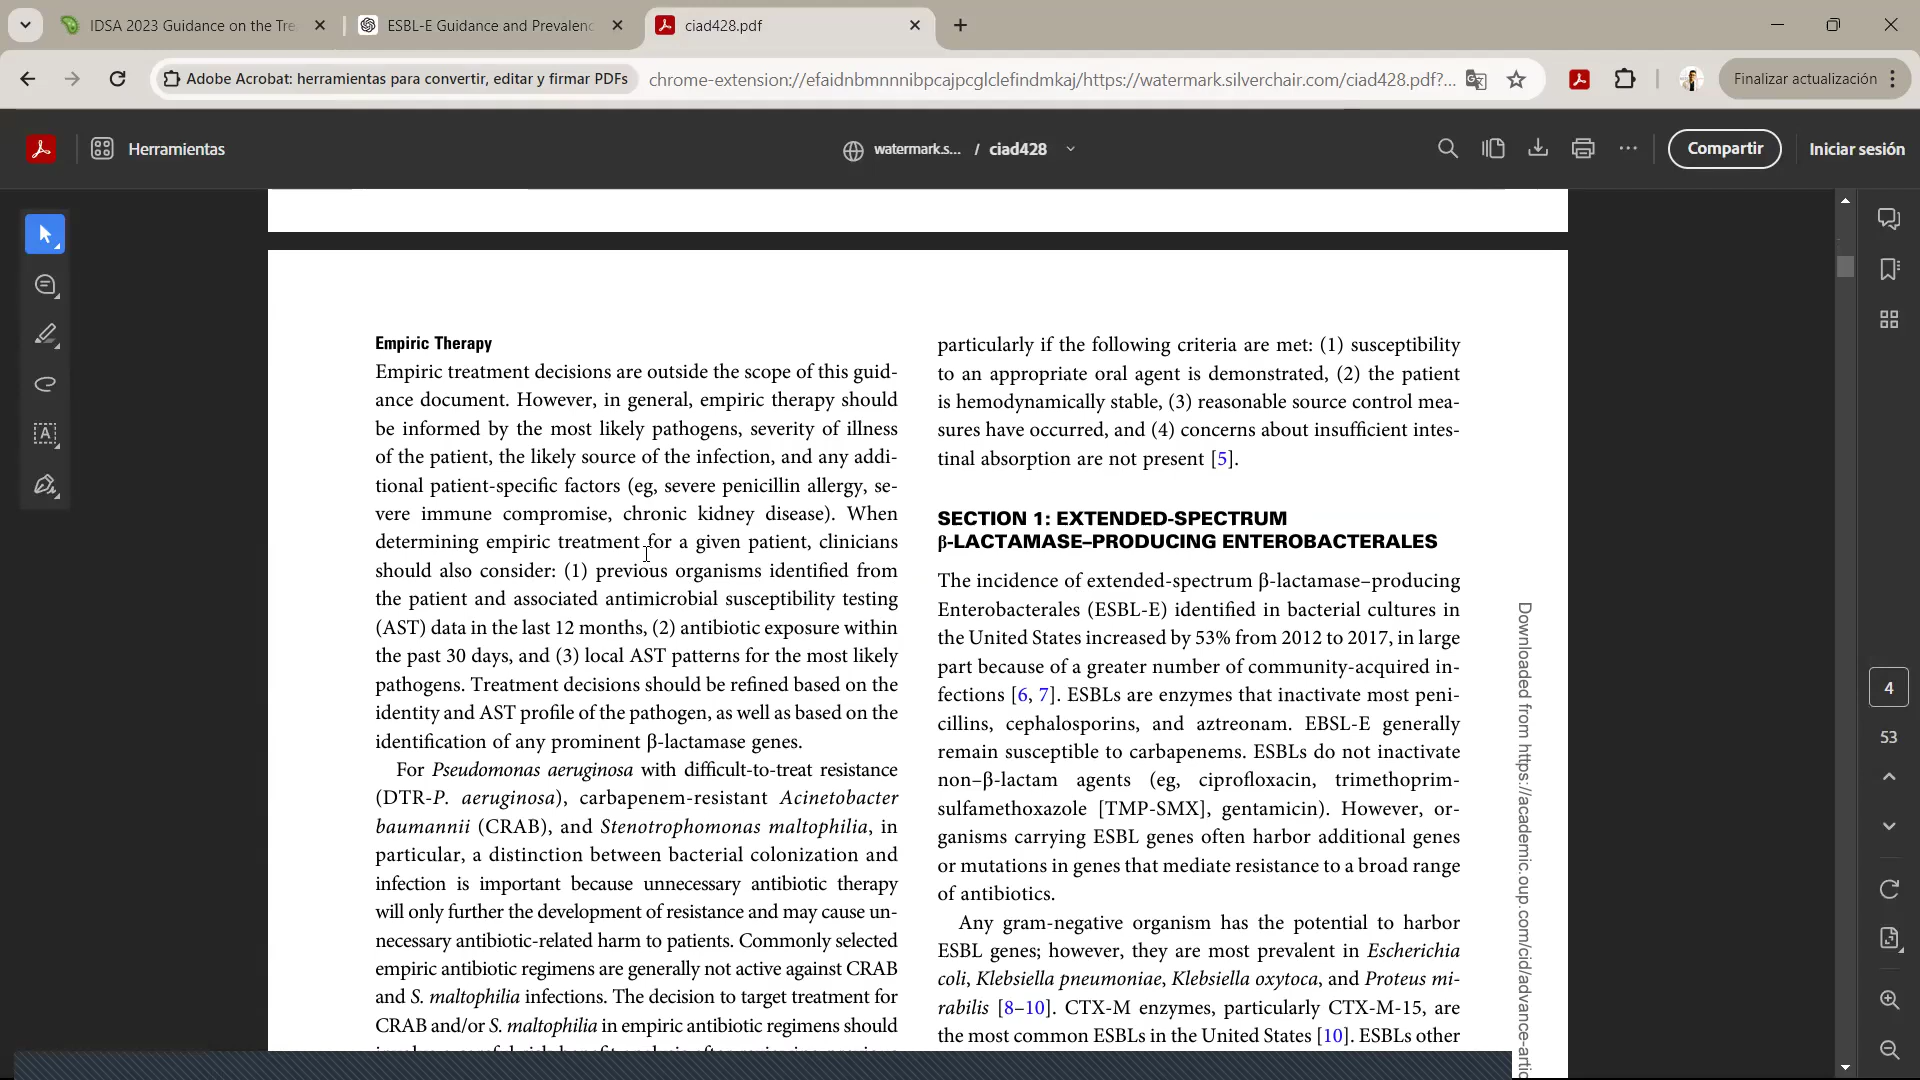 IDSA 2023 Guidance on the Tre
ESBL-E Guidance and Prevalenc
ciad428.pdf
Adobe Acrobat: herramientas para convertir, editar y firmar PDFs
chrome-extension://efaidnbmnnnibpcajpcglclefindmkaj/https://watermark.silverchair.com/ciad428.pdf?...
Finalizar actualización
Herramientas
watermark.s... / ciad428
Compartir
Iniciar sesión
Empiric Therapy
Empiric treatment decisions are outside the scope of this guid-
ance document. However, in general, empiric therapy should
be informed by the most likely pathogens, severity of illness
of the patient, the likely source of the infection, and any addi-
tional patient-specific factors (eg, severe penicillin allergy, se-
vere immune compromise, chronic kidney disease). When
determining empiric treatment for a given patient, clinicians
should also consider: (1) previous organisms identified from
the patient and associated antimicrobial susceptibility testing
(AST) data in the last 12 months, (2) antibiotic exposure within
the past 30 days, and (3) local AST patterns for the most likely
pathogens. Treatment decisions should be refined based on the
identity and AST profile of the pathogen, as well as based on the
identification of any prominent β-lactamase genes.
For Pseudomonas aeruginosa with difficult-to-treat resistance
(DTR-P. aeruginosa), carbapenem-resistant Acinetobacter
baumannii (CRAB), and Stenotrophomonas maltophilia, in
particular, a distinction between bacterial colonization and
infection is important because unnecessary antibiotic therapy
will only further the development of resistance and may cause un-
necessary antibiotic-related harm to patients. Commonly selected
empiric antibiotic regimens are generally not active against CRAB
and S. maltophilia infections. The decision to target treatment for
CRAB and/or S. maltophilia in empiric antibiotic regimens should
particularly if the following criteria are met: (1) susceptibility
to an appropriate oral agent is demonstrated, (2) the patient
is hemodynamically stable, (3) reasonable source control mea-
sures have occurred, and (4) concerns about insufficient intes-
tinal absorption are not present [5].
SECTION 1: EXTENDED-SPECTRUM
β-LACTAMASE–PRODUCING ENTEROBACTERALES
The incidence of extended-spectrum β-lactamase–producing
Enterobacterales (ESBL-E) identified in bacterial cultures in
the United States increased by 53% from 2012 to 2017, in large
part because of a greater number of community-acquired in-
fections [6, 7]. ESBLs are enzymes that inactivate most peni-
cillins, cephalosporins, and aztreonam. EBSL-E generally
remain susceptible to carbapenems. ESBLs do not inactivate
non–β-lactam agents (eg, ciprofloxacin, trimethoprim-
sulfamethoxazole [TMP-SMX], gentamicin). However, or-
ganisms carrying ESBL genes often harbor additional genes
or mutations in genes that mediate resistance to a broad range
of antibiotics.
Any gram-negative organism has the potential to harbor
ESBL genes; however, they are most prevalent in Escherichia
coli, Klebsiella pneumoniae, Klebsiella oxytoca, and Proteus mi-
rabilis [8–10]. CTX-M enzymes, particularly CTX-M-15, are
the most common ESBLs in the United States [10]. ESBLs other
Downloaded from https://academic.oup.com/cid/advance-artic
4
53